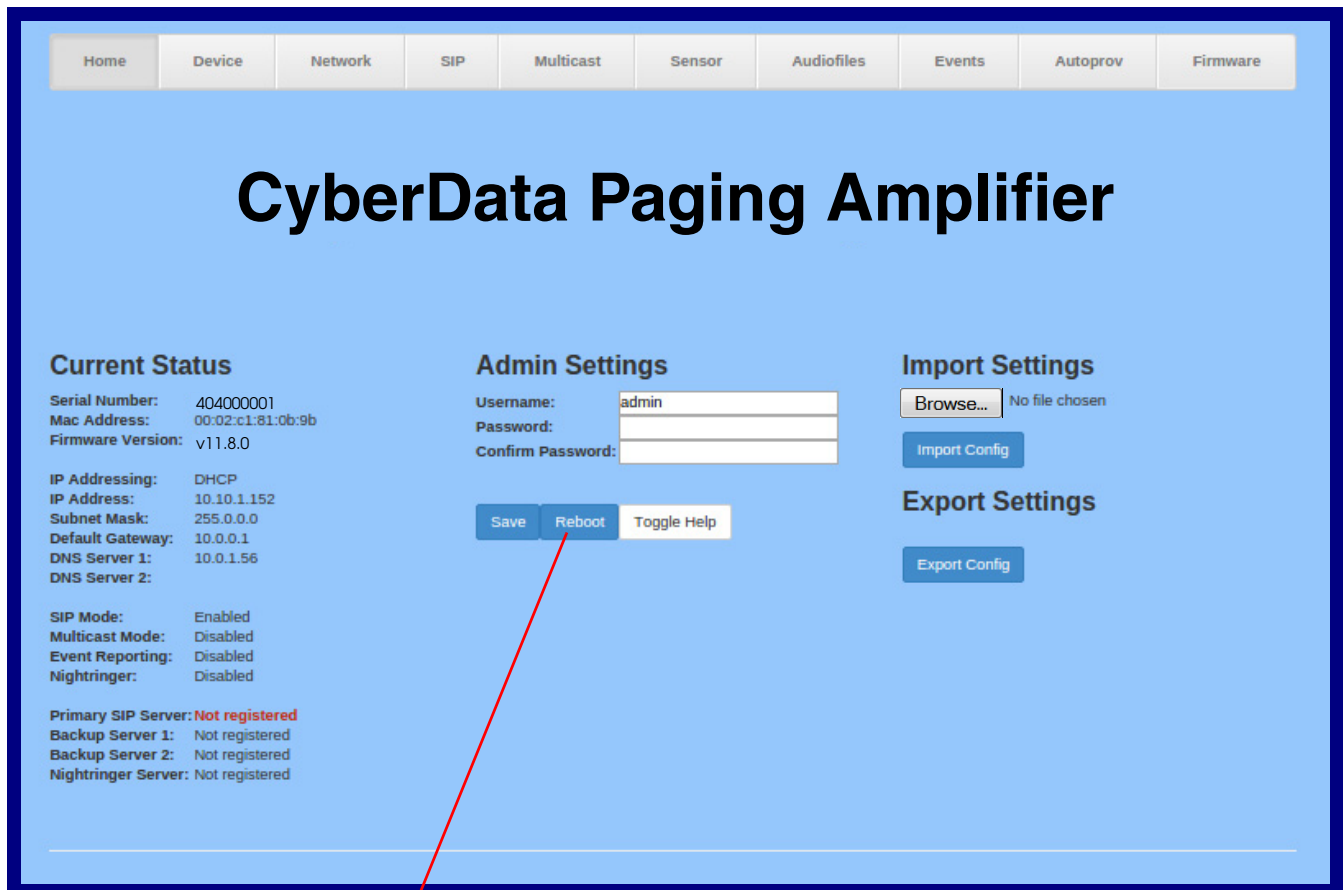 Home Device Network SIP Multicast Sensor Audiofiles Events Autoprov Firmware
CyberData Paging Amplifier
Current Status
Serial Number: 404000001
Mac Address: 00:02:c1:81:0b:9b
Firmware Version: v11.8.0
IP Addressing: DHCP
IP Address: 10.10.1.152
Subnet Mask: 255.0.0.0
Default Gateway: 10.0.0.1
DNS Server 1: 10.0.1.56
DNS Server 2:
SIP Mode: Enabled
Multicast Mode: Disabled
Event Reporting: Disabled
Nightringer: Disabled
Primary SIP Server: Not registered
Backup Server 1: Not registered
Backup Server 2: Not registered
Nightringer Server: Not registered
Admin Settings
Username: admin
Password:
Confirm Password:
Save Reboot Toggle Help
Import Settings
Browse... No file chosen
Import Config
Export Settings
Export Config